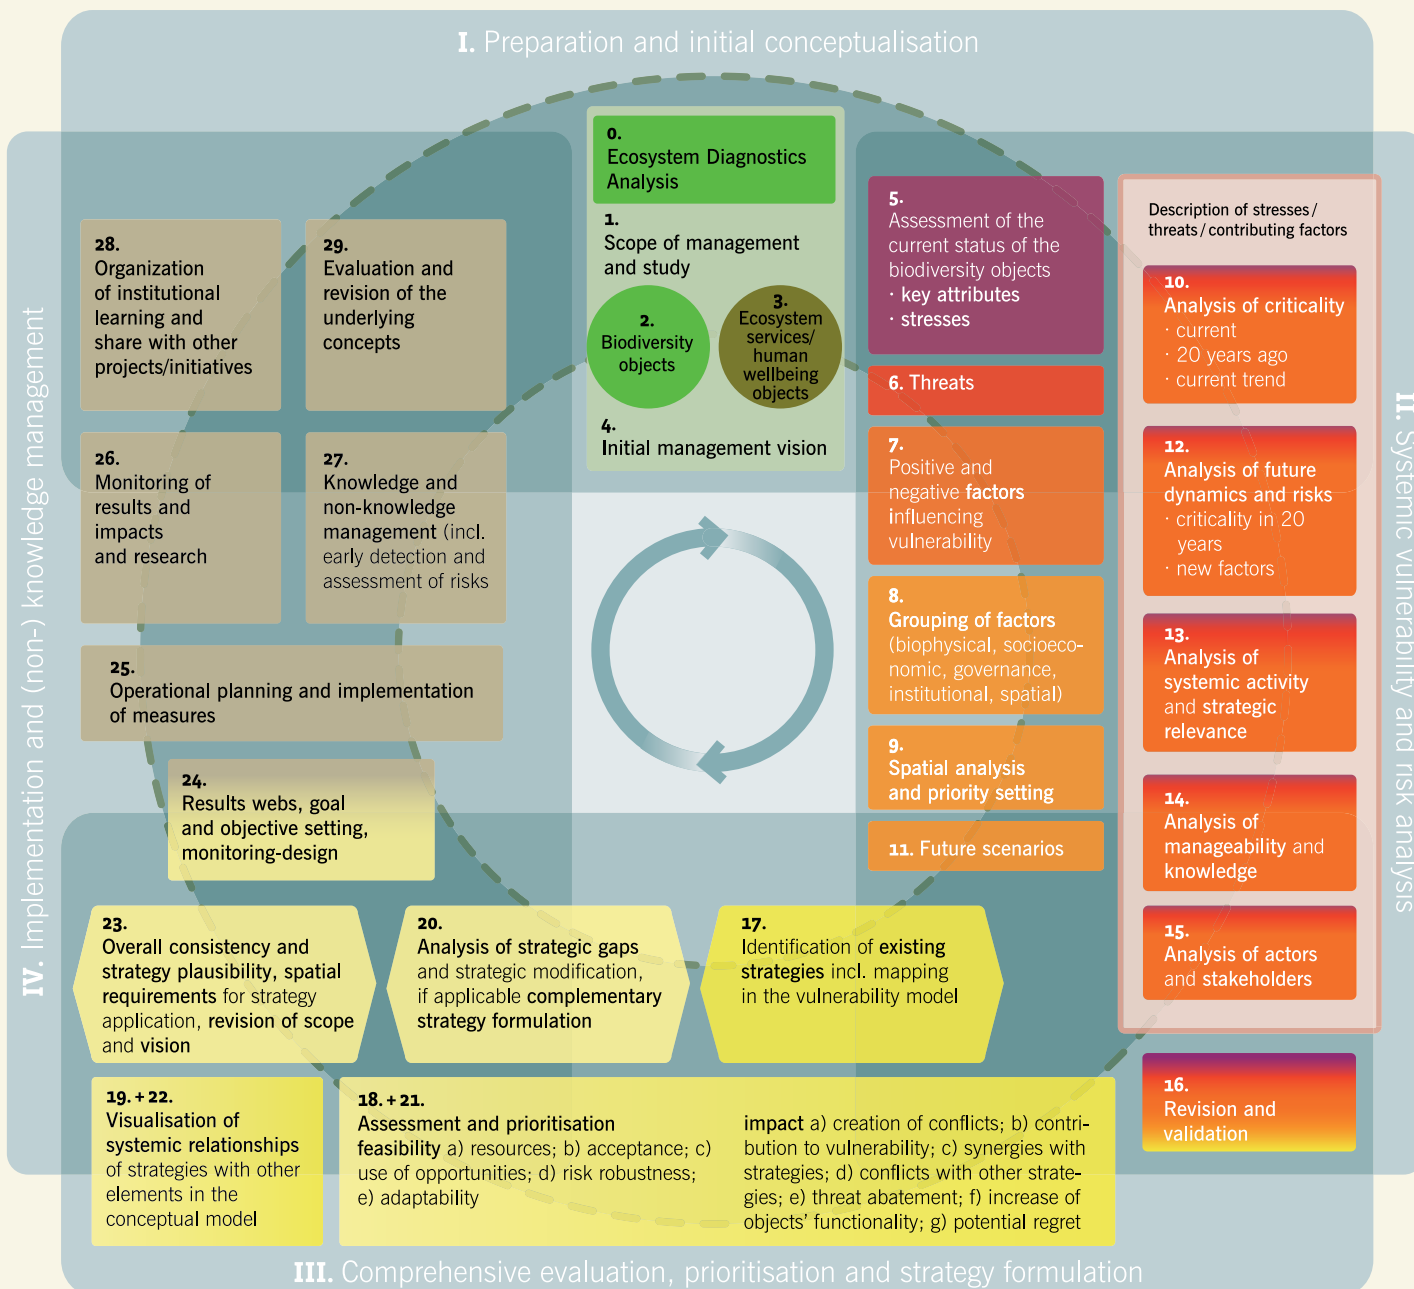 I. Preparation and initial conceptualisation
0.
Ecosystem Diagnostics
Analysis
1.
Scope of management
and study
2.
Biodiversity
objects
3.
Ecosystem
services/
human
wellbeing
objects
4.
Initial management vision
5.
Assessment of the
current status of the
biodiversity objects
· key attributes
· stresses
6. Threats
7.
Positive and
negative factors
influencing
vulnerability
8.
Grouping of factors
(biophysical, socioeco-
nomic, governance,
institutional, spatial)
9.
Spatial analysis
and priority setting
11. Future scenarios
Description of stresses/
threats/contributing factors
10.
Analysis of criticality
· current
· 20 years ago
· current trend
12.
Analysis of future
dynamics and risks
· criticality in 20
years
· new factors
13.
Analysis of
systemic activity
and strategic
relevance
14.
Analysis of
manageability and
knowledge
15.
Analysis of actors
and stakeholders
16.
Revision and
validation
II. Systemic vulnerability and risk analysis
17.
Identification of existing
strategies incl. mapping
in the vulnerability model
18. + 21.
Assessment and prioritisation
feasibility a) resources; b) acceptance; c)
use of opportunities; d) risk robustness;
e) adaptability
impact a) creation of conflicts; b) contri-
bution to vulnerability; c) synergies with
strategies; d) conflicts with other strate-
gies; e) threat abatement; f) increase of
objects' functionality; g) potential regret
19. + 22.
Visualisation of
systemic relationships
of strategies with other
elements in the
conceptual model
20.
Analysis of strategic gaps
and strategic modification,
if applicable complementary
strategy formulation
23.
Overall consistency and
strategy plausibility, spatial
requirements for strategy
application, revision of scope
and vision
III. Comprehensive evaluation, prioritisation and strategy formulation
24.
Results webs, goal
and objective setting,
monitoring-design
25.
Operational planning and implementation
of measures
26.
Monitoring of
results and
impacts
and research
27.
Knowledge and
non-knowledge
management (incl.
early detection and
assessment of risks
28.
Organization
of institutional
learning and
share with other
projects/initiatives
29.
Evaluation and
revision of the
underlying
concepts
IV. Implementation and (non-) knowledge management